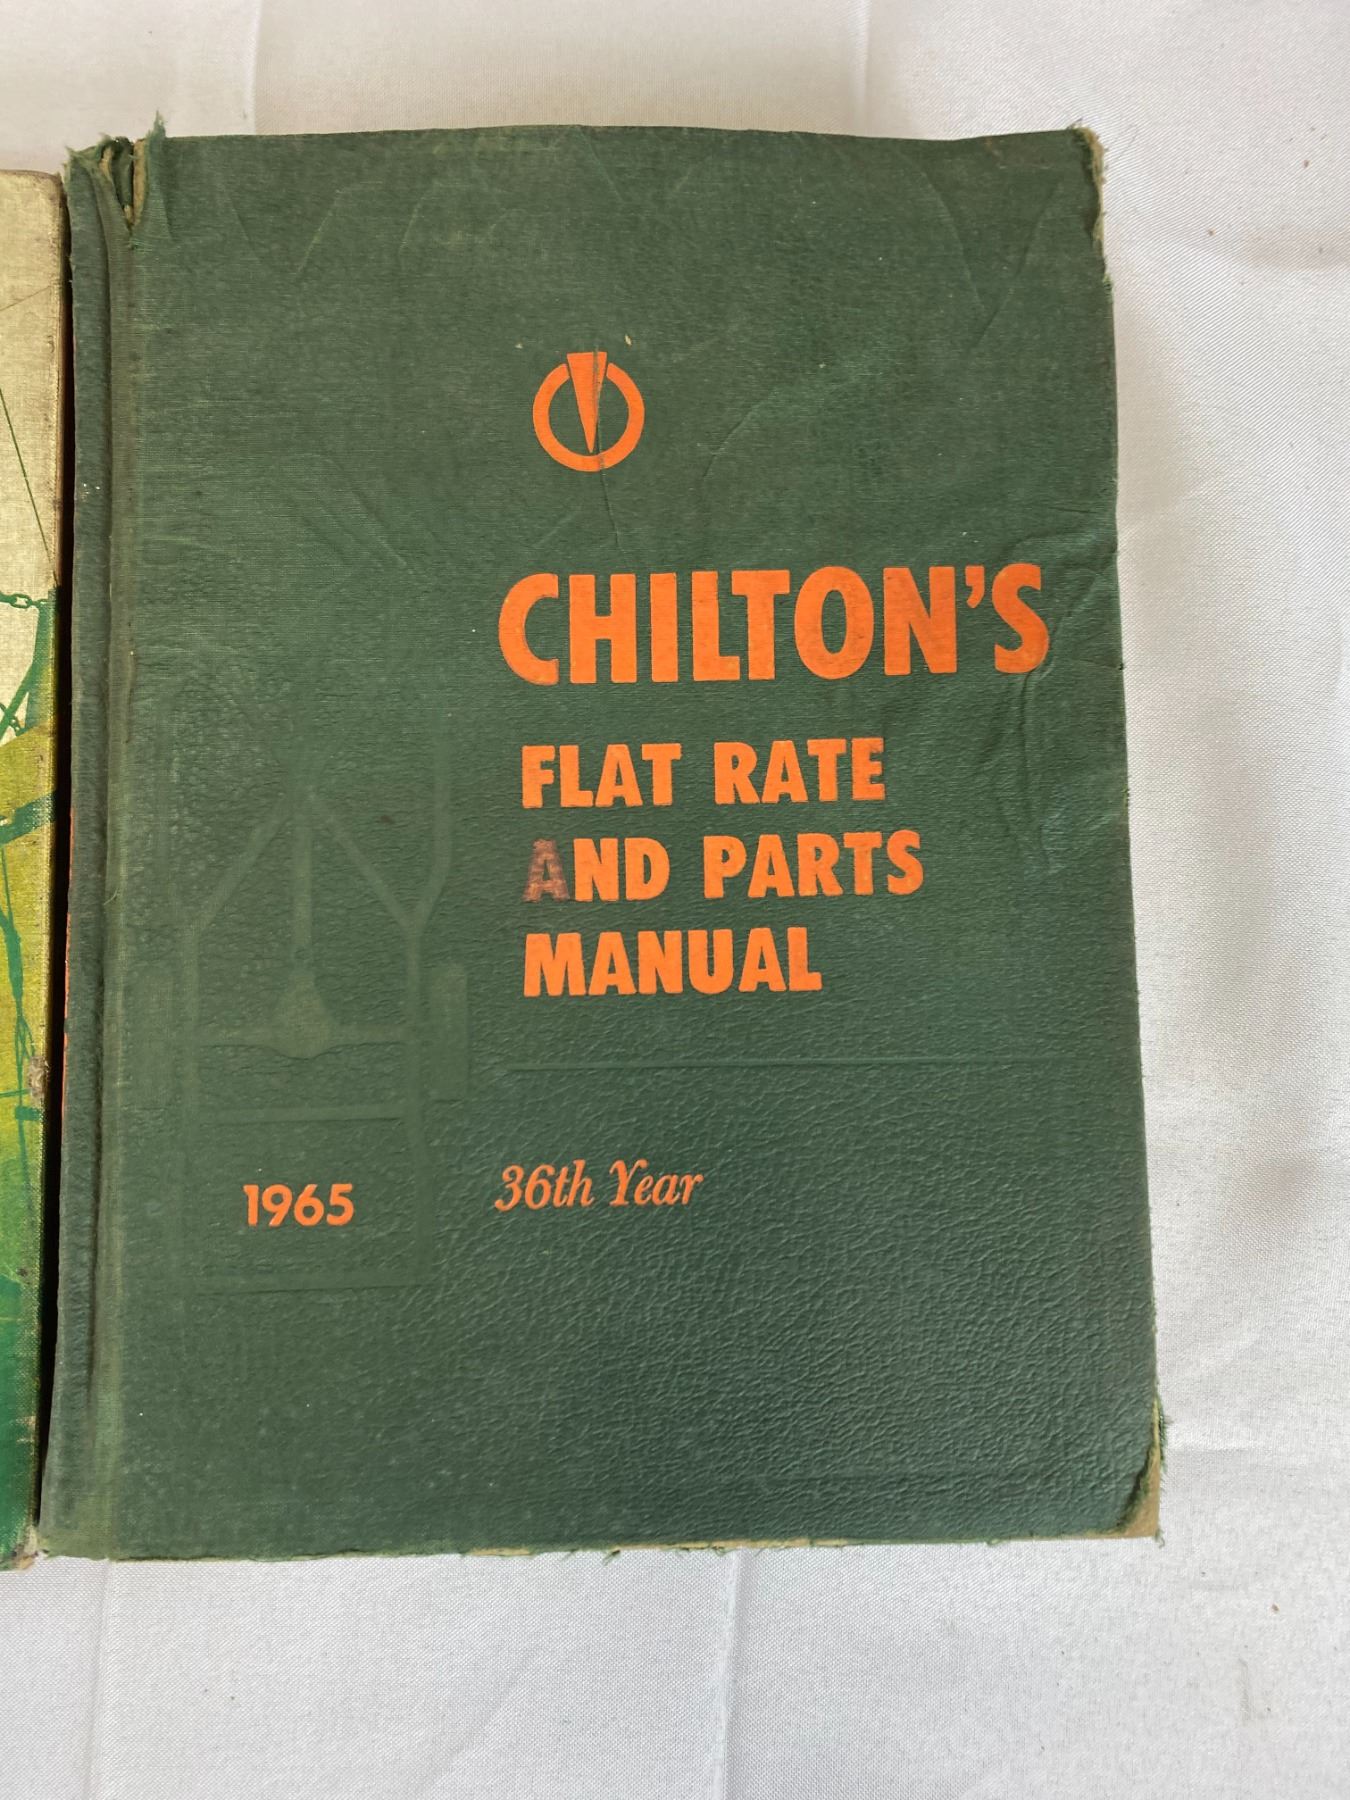 CHILTON'S
FLAT RATE
AND PARTS
MANUAL
1965
36th Year